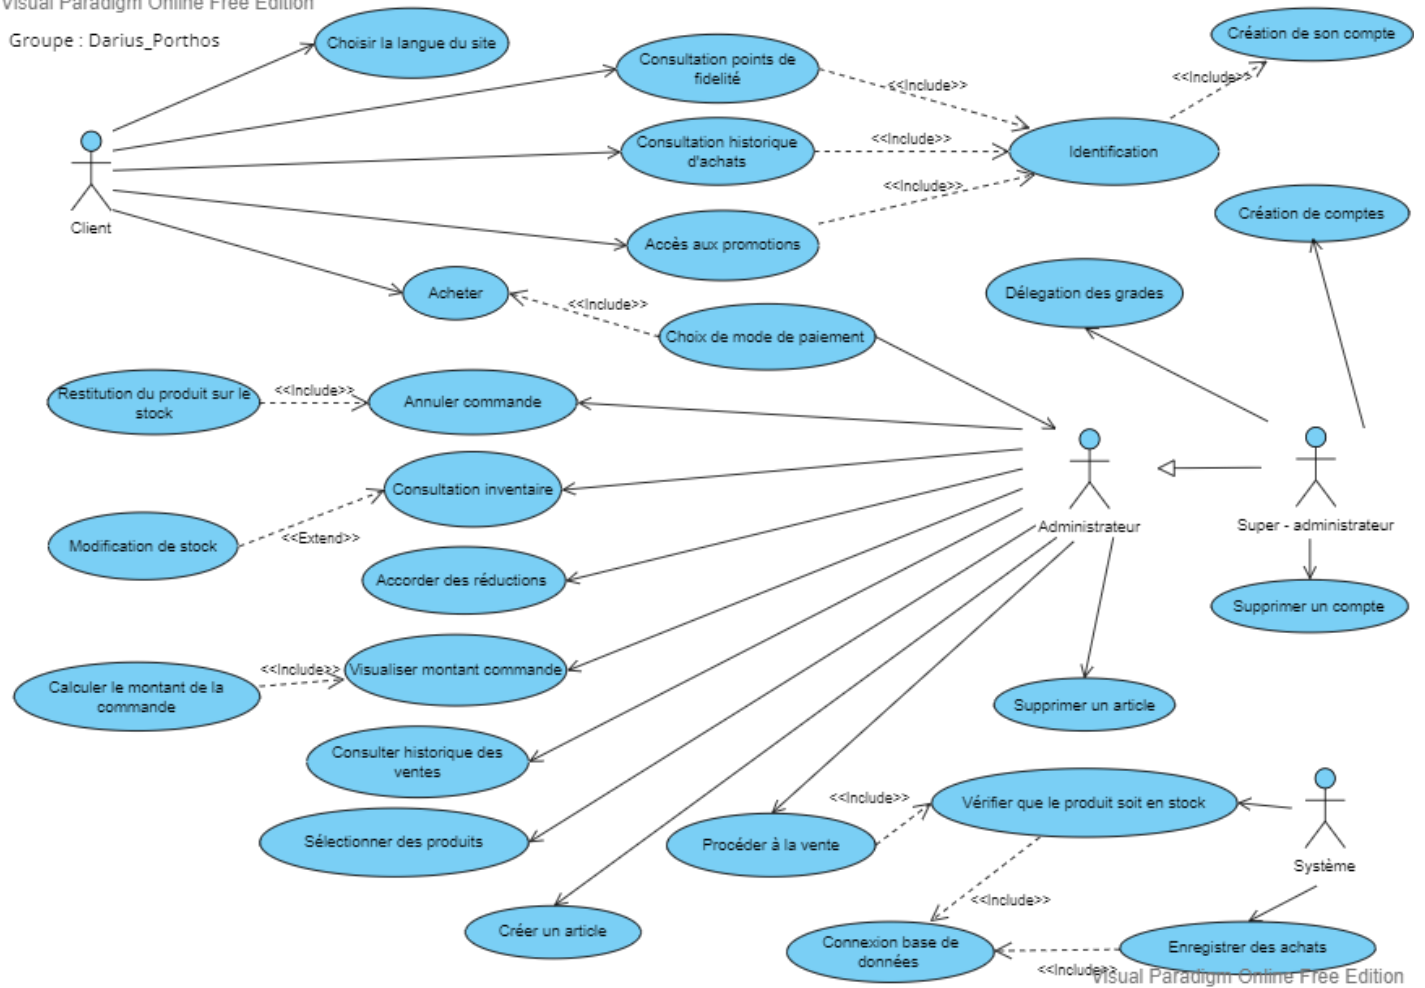 Visual Paradigm Online Free Edition
Groupe : Darius_Porthos
Choisir la langue du site
Création de son compte
Consultation points de
fidelité
<<Include>>
<<Include>>
Consultation historique
d'achats
<<Include>>
Identification
<<Include>>
Client
Accès aux promotions
Création de comptes
Acheter
<<Include>>
Choix de mode de paiement
Délegation des grades
Restitution du produit sur le
stock
<<Include>>
Annuler commande
Consultation inventaire
Modification de stock
<<Extend>>
Administrateur
Super - administrateur
Accorder des réductions
Supprimer un compte
Calculer le montant de la
commande
<<Include>>
Visualiser montant commande
Supprimer un article
Consulter historique des
ventes
Sélectionner des produits
Procéder à la vente
<<Include>>
Vérifier que le produit soit en stock
Système
<<Include>>
Créer un article
Connexion base de
données
<<Include>>
Enregistrer des achats
Visual Paradigm Online Free Edition